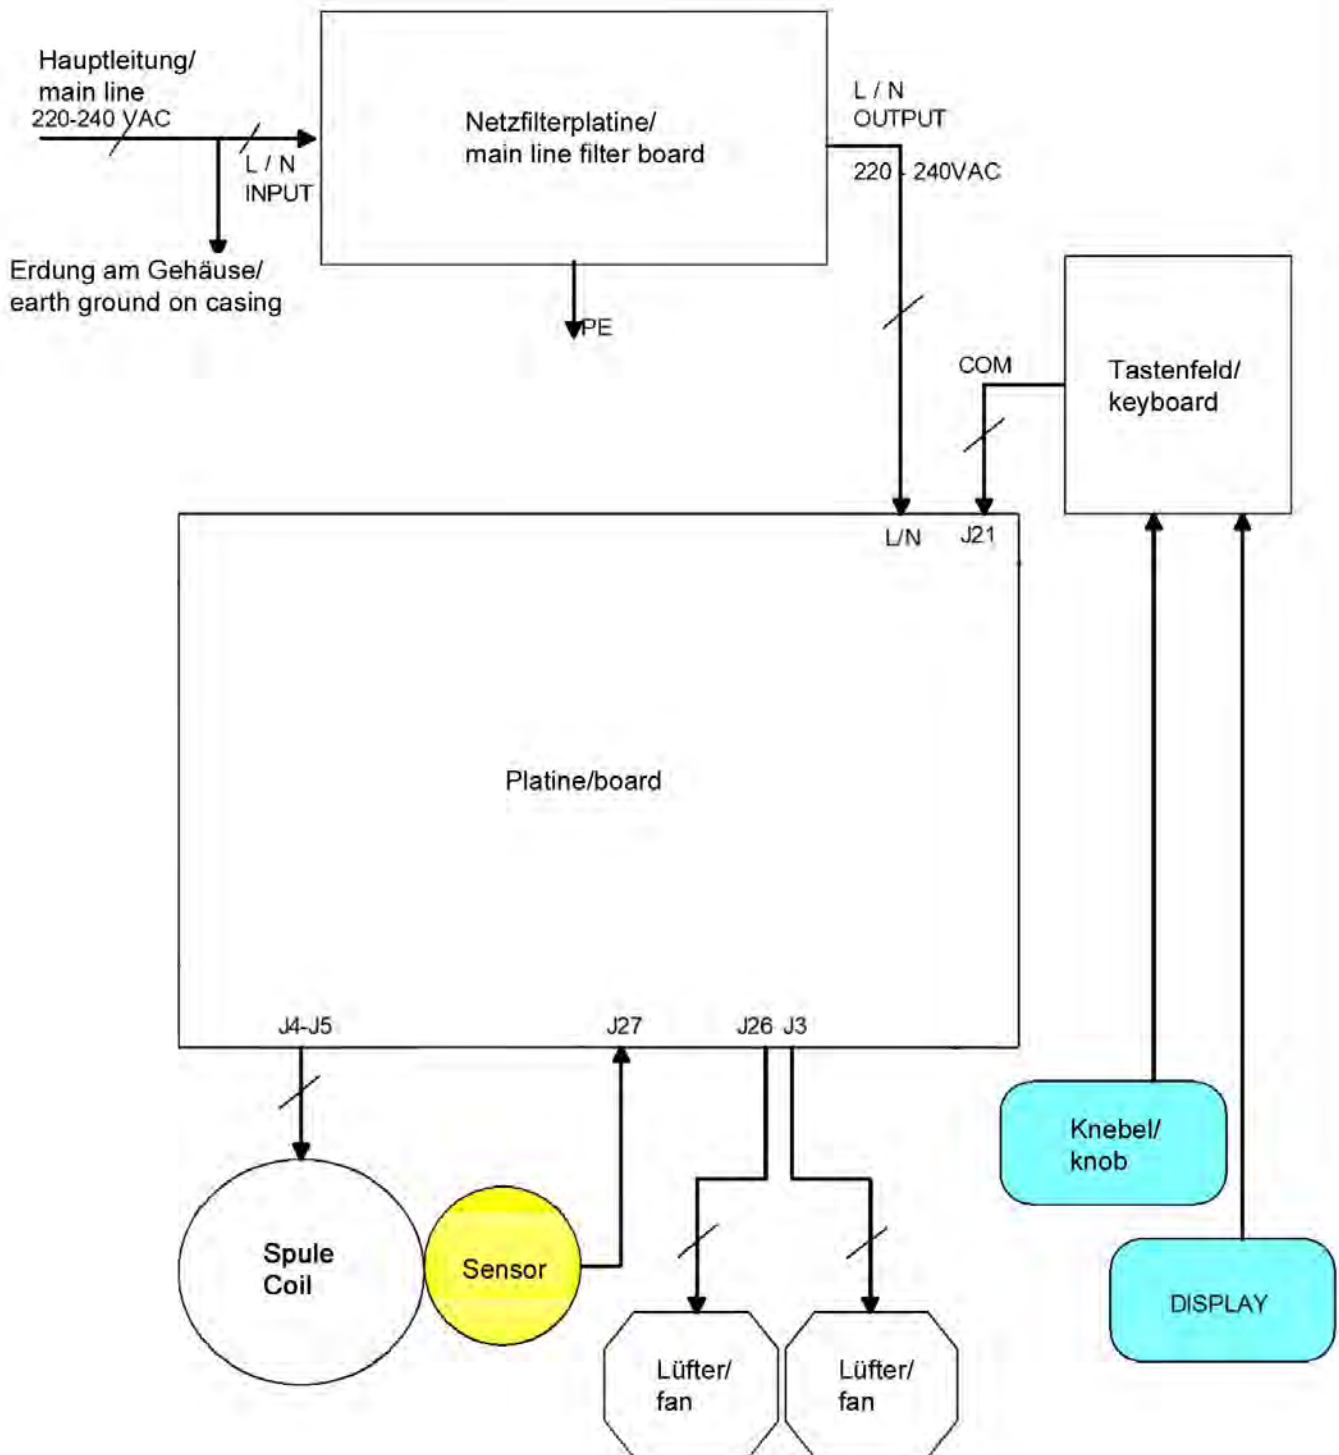 Hauptleitung/
main line
220-240 VAC
L / N
INPUT
Erdung am Gehäuse/
earth ground on casing
Netzfilterplatine/
main line filter board
PE
L / N
OUTPUT
220 - 240VAC
COM
Tastenfeld/
keyboard
L/N
J21
Platine/board
J4-J5
J27
J26
J3
Spule
Coil
Sensor
Lüfter/
fan
Lüfter/
fan
Knebel/
knob
DISPLAY